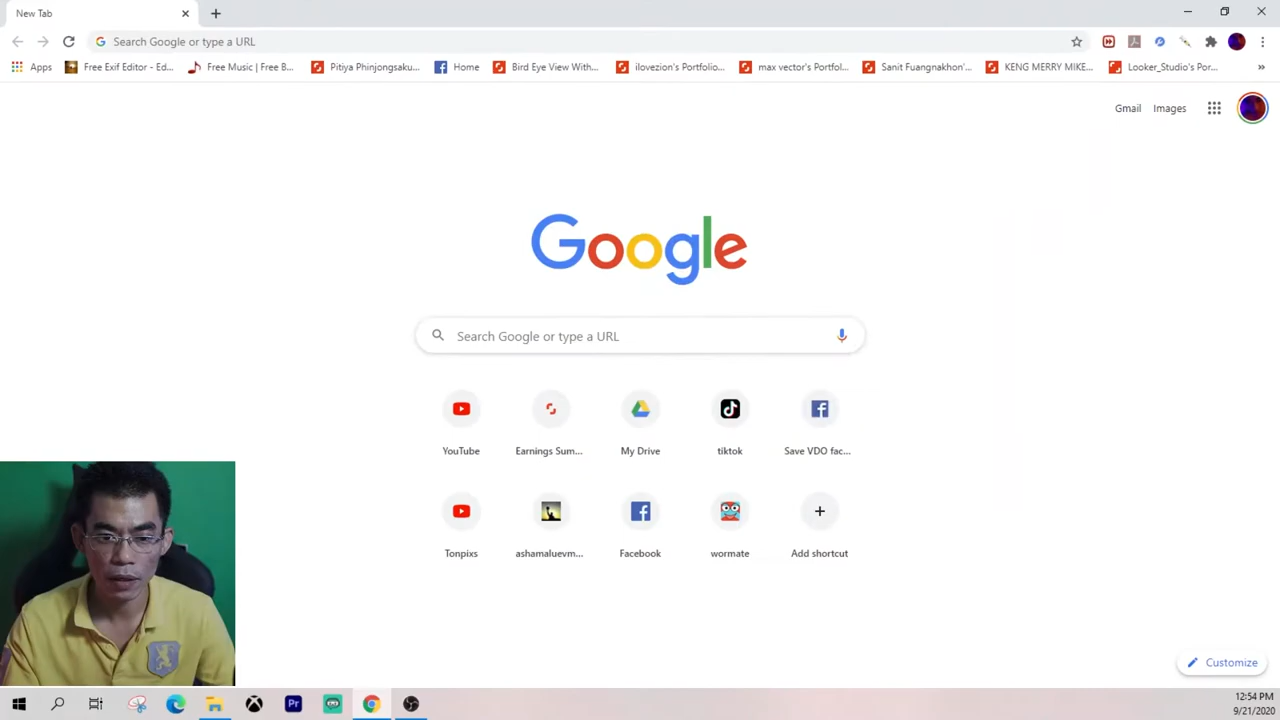 New Tab
Search Google or type a URL
Apps
Free Exif Editor - Ed...
Free Music | Free B...
Pitiya Phinjongsaku...
Home
Bird Eye View With...
ilovezion's Portfolio...
max vector's Portfol...
Sanit Fuangnakhon'...
KENG MERRY MIKE...
Looker_Studio's Por...
»
Gmail
Images
Google
Search Google or type a URL
YouTube
Earnings Sum...
My Drive
tiktok
Save VDO fac...
Tonpixs
ashamaluevm...
Facebook
wormate
Add shortcut
Customize
Pr
12:54 PM
9/21/2020